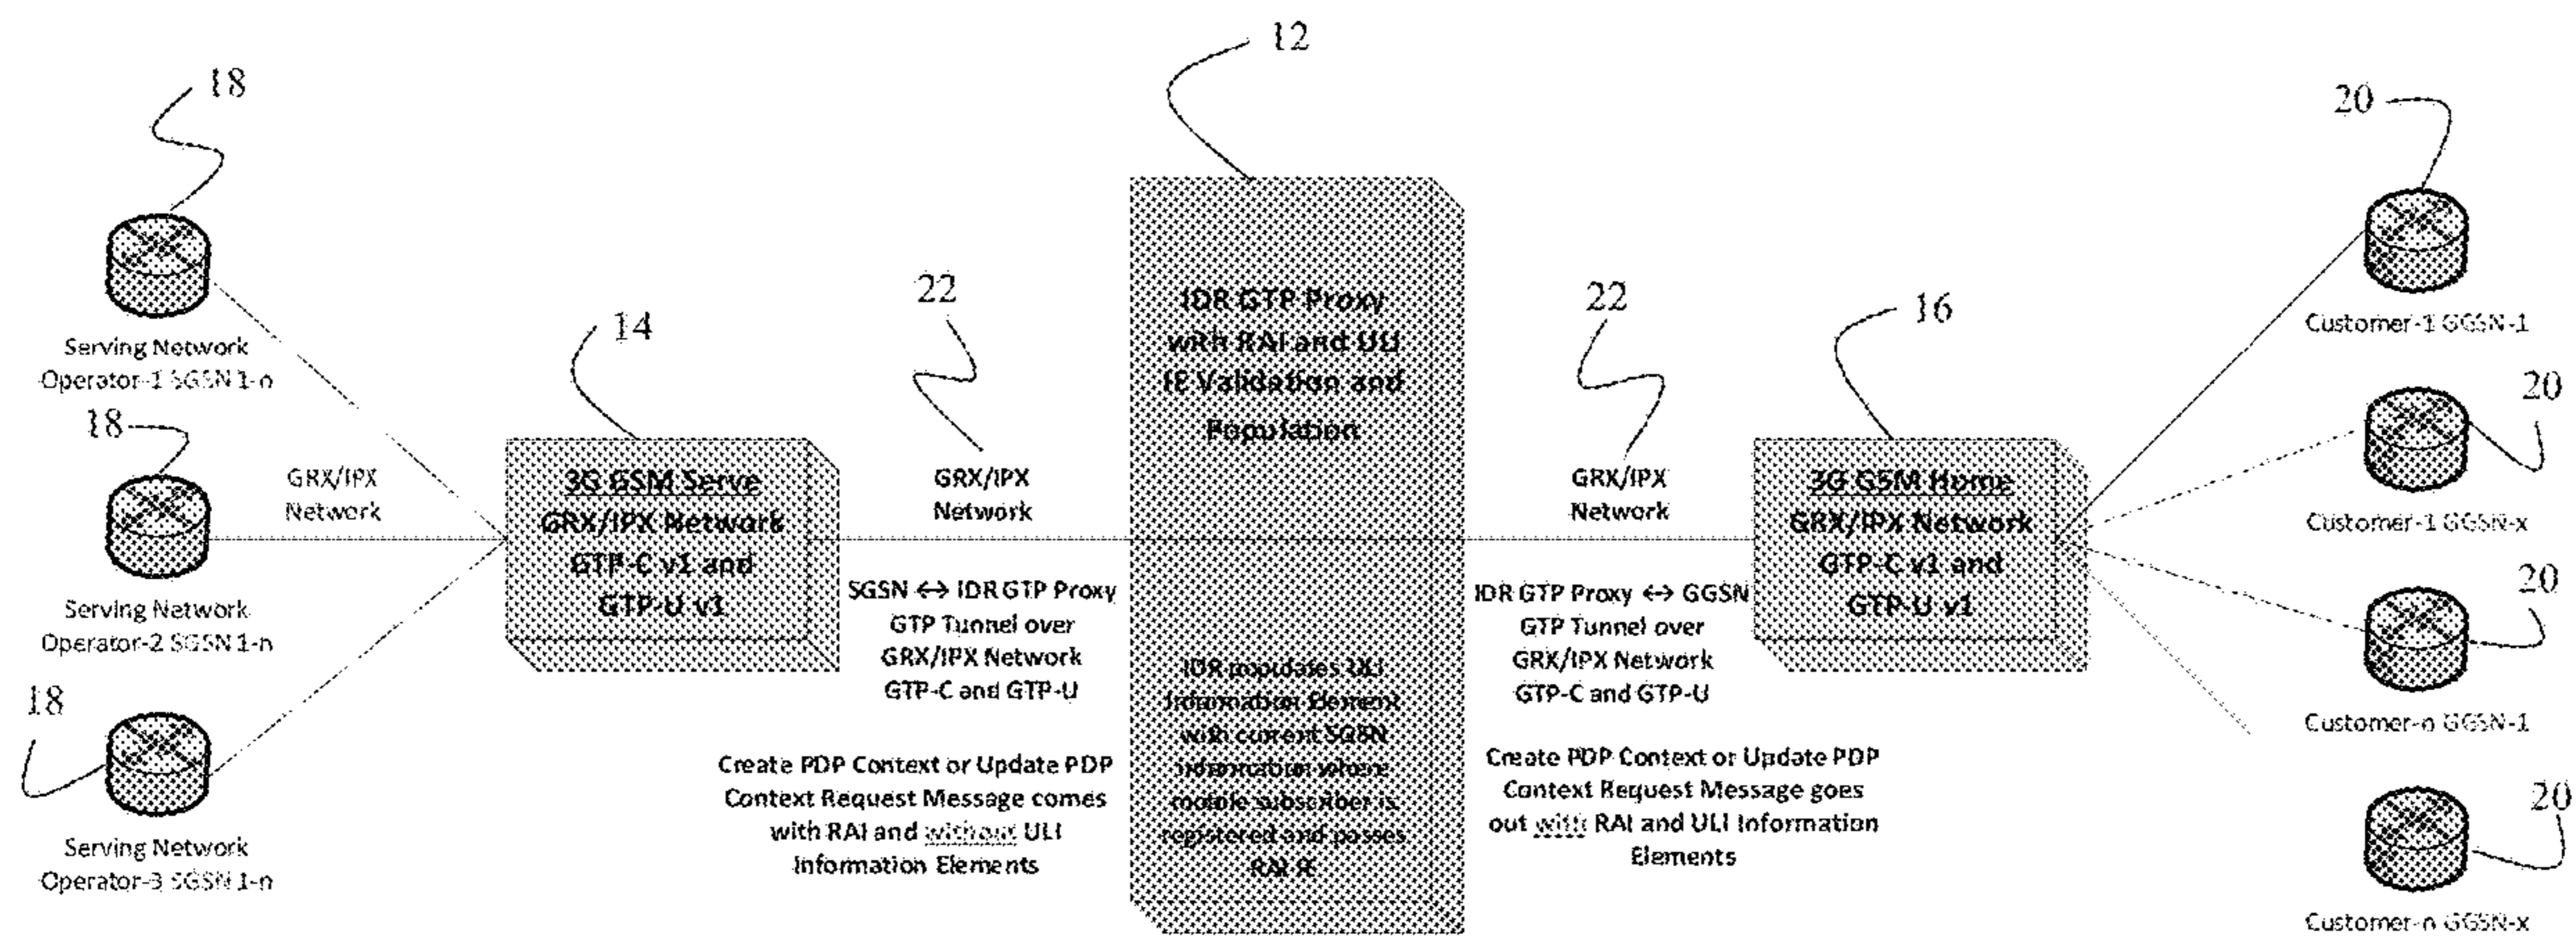 12
18
20
Serving Network
Operator-1 SGSN 1-n
18
GRX/IPX
Network
Serving Network
Operator-2 SGSN 1-n
18
Serving Network
Operator-3 SGSN 1-n
14
3G GSM Serve
GRX/IPX Network
GTP-C v1 and
GTP-U v1
22
GRX/IPX
Network
SGSN <-> IDR GTP Proxy
GTP Tunnel over
GRX/IPX Network
GTP-C and GTP-U
Create PDP Context or Update PDP
Context Request Message comes
with RAI and without ULI
Information Elements
IDR GTP Proxy
with RAI and ULI
IE Validation and
Population
IDR populates ULI
Information Element
with current SGSN
information where
mobile subscriber is
registered and passes
RAI IE
22
GRX/IPX
Network
IDR GTP Proxy <-> GGSN
GTP Tunnel over
GRX/IPX Network
GTP-C and GTP-U
Create PDP Context or Update PDP
Context Request Message goes
out with RAI and ULI Information
Elements
16
3G GSM Home
GRX/IPX Network
GTP-C v1 and
GTP-U v1
Customer-1 GGSN-1
20
Customer-1 GGSN-x
20
Customer-n GGSN-1
20
Customer-n GGSN-x